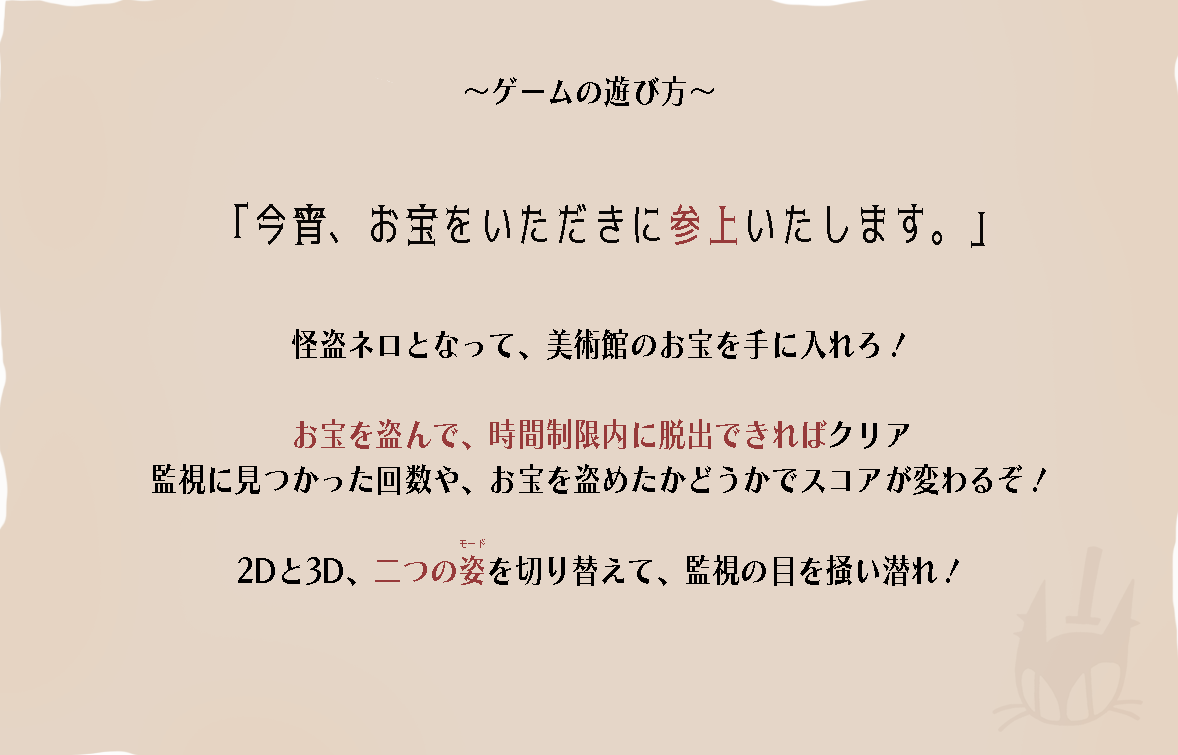 ～ゲームの遊び方～
「今宵、お宝をいただきに参上いたします。」
怪盗ネロとなって、美術館のお宝を手に入れろ！
お宝を盗んで、時間制限内に脱出できればクリア
監視に見つかった回数や、お宝を盗めたかどうかでスコアが変わるぞ！
モード
2Dと3D、二つの姿を切り替えて、監視の目を掻い潜れ！